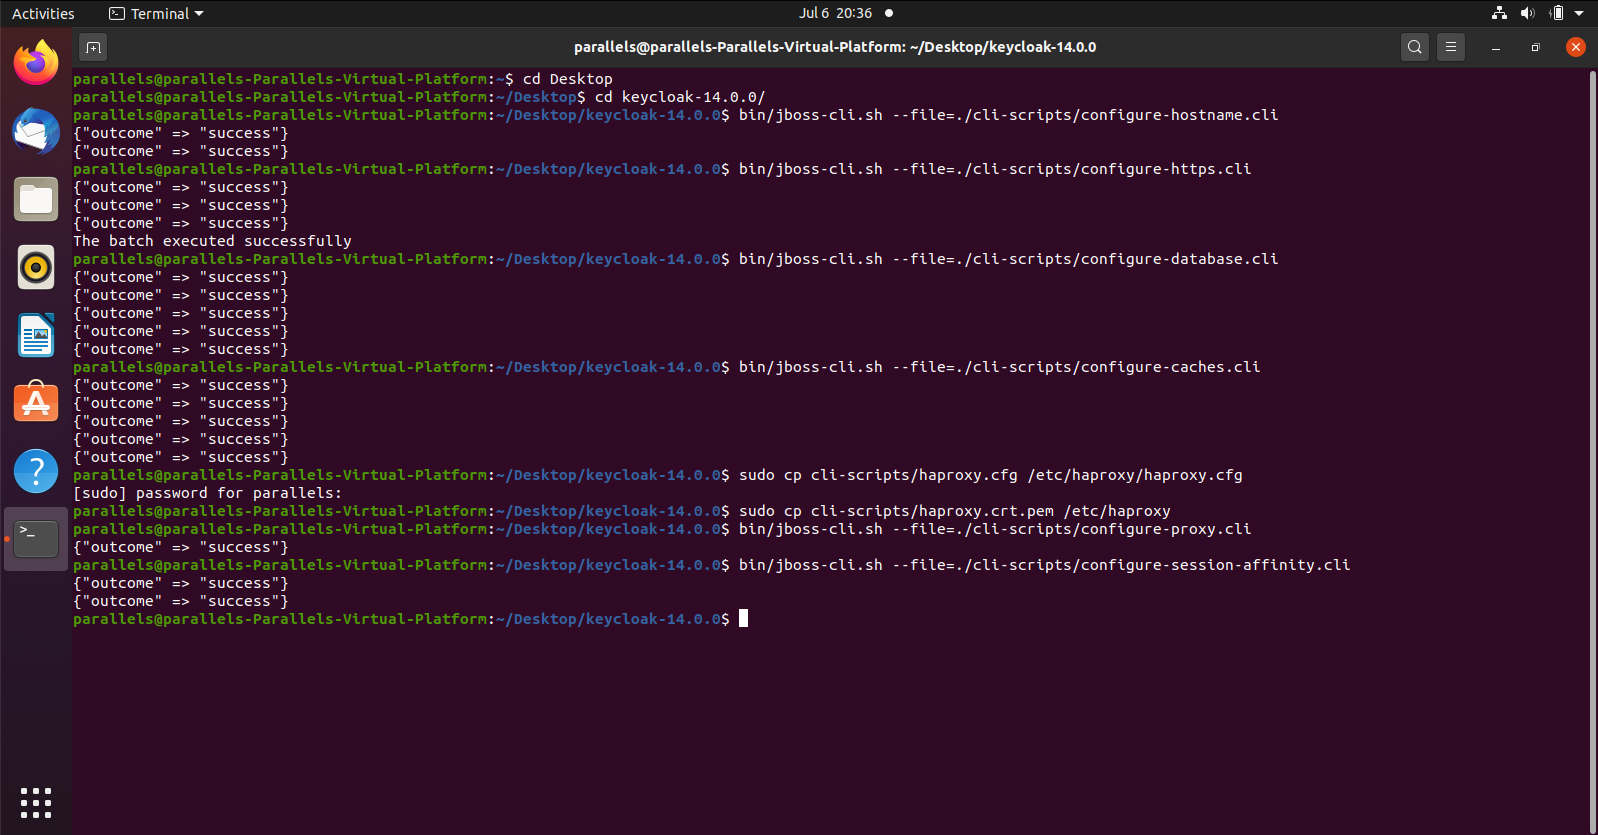 Activities
Terminal
Jul 6 20:36
parallels@parallels-Parallels-Virtual-Platform: ~/Desktop/keycloak-14.0.0
parallels@parallels-Parallels-Virtual-Platform:~$ cd Desktop
parallels@parallels-Parallels-Virtual-Platform:~/Desktop$ cd keycloak-14.0.0/
parallels@parallels-Parallels-Virtual-Platform:~/Desktop/keycloak-14.0.0$ bin/jboss-cli.sh --file=./cli-scripts/configure-hostname.cli
{"outcome" => "success"}
{"outcome" => "success"}
parallels@parallels-Parallels-Virtual-Platform:~/Desktop/keycloak-14.0.0$ bin/jboss-cli.sh --file=./cli-scripts/configure-https.cli
{"outcome" => "success"}
{"outcome" => "success"}
{"outcome" => "success"}
The batch executed successfully
parallels@parallels-Parallels-Virtual-Platform:~/Desktop/keycloak-14.0.0$ bin/jboss-cli.sh --file=./cli-scripts/configure-database.cli
{"outcome" => "success"}
{"outcome" => "success"}
{"outcome" => "success"}
{"outcome" => "success"}
{"outcome" => "success"}
parallels@parallels-Parallels-Virtual-Platform:~/Desktop/keycloak-14.0.0$ bin/jboss-cli.sh --file=./cli-scripts/configure-caches.cli
{"outcome" => "success"}
{"outcome" => "success"}
{"outcome" => "success"}
{"outcome" => "success"}
{"outcome" => "success"}
parallels@parallels-Parallels-Virtual-Platform:~/Desktop/keycloak-14.0.0$ sudo cp cli-scripts/haproxy.cfg /etc/haproxy/haproxy.cfg
[sudo] password for parallels:
parallels@parallels-Parallels-Virtual-Platform:~/Desktop/keycloak-14.0.0$ sudo cp cli-scripts/haproxy.crt.pem /etc/haproxy
parallels@parallels-Parallels-Virtual-Platform:~/Desktop/keycloak-14.0.0$ bin/jboss-cli.sh --file=./cli-scripts/configure-proxy.cli
{"outcome" => "success"}
parallels@parallels-Parallels-Virtual-Platform:~/Desktop/keycloak-14.0.0$ bin/jboss-cli.sh --file=./cli-scripts/configure-session-affinity.cli
{"outcome" => "success"}
{"outcome" => "success"}
parallels@parallels-Parallels-Virtual-Platform:~/Desktop/keycloak-14.0.0$